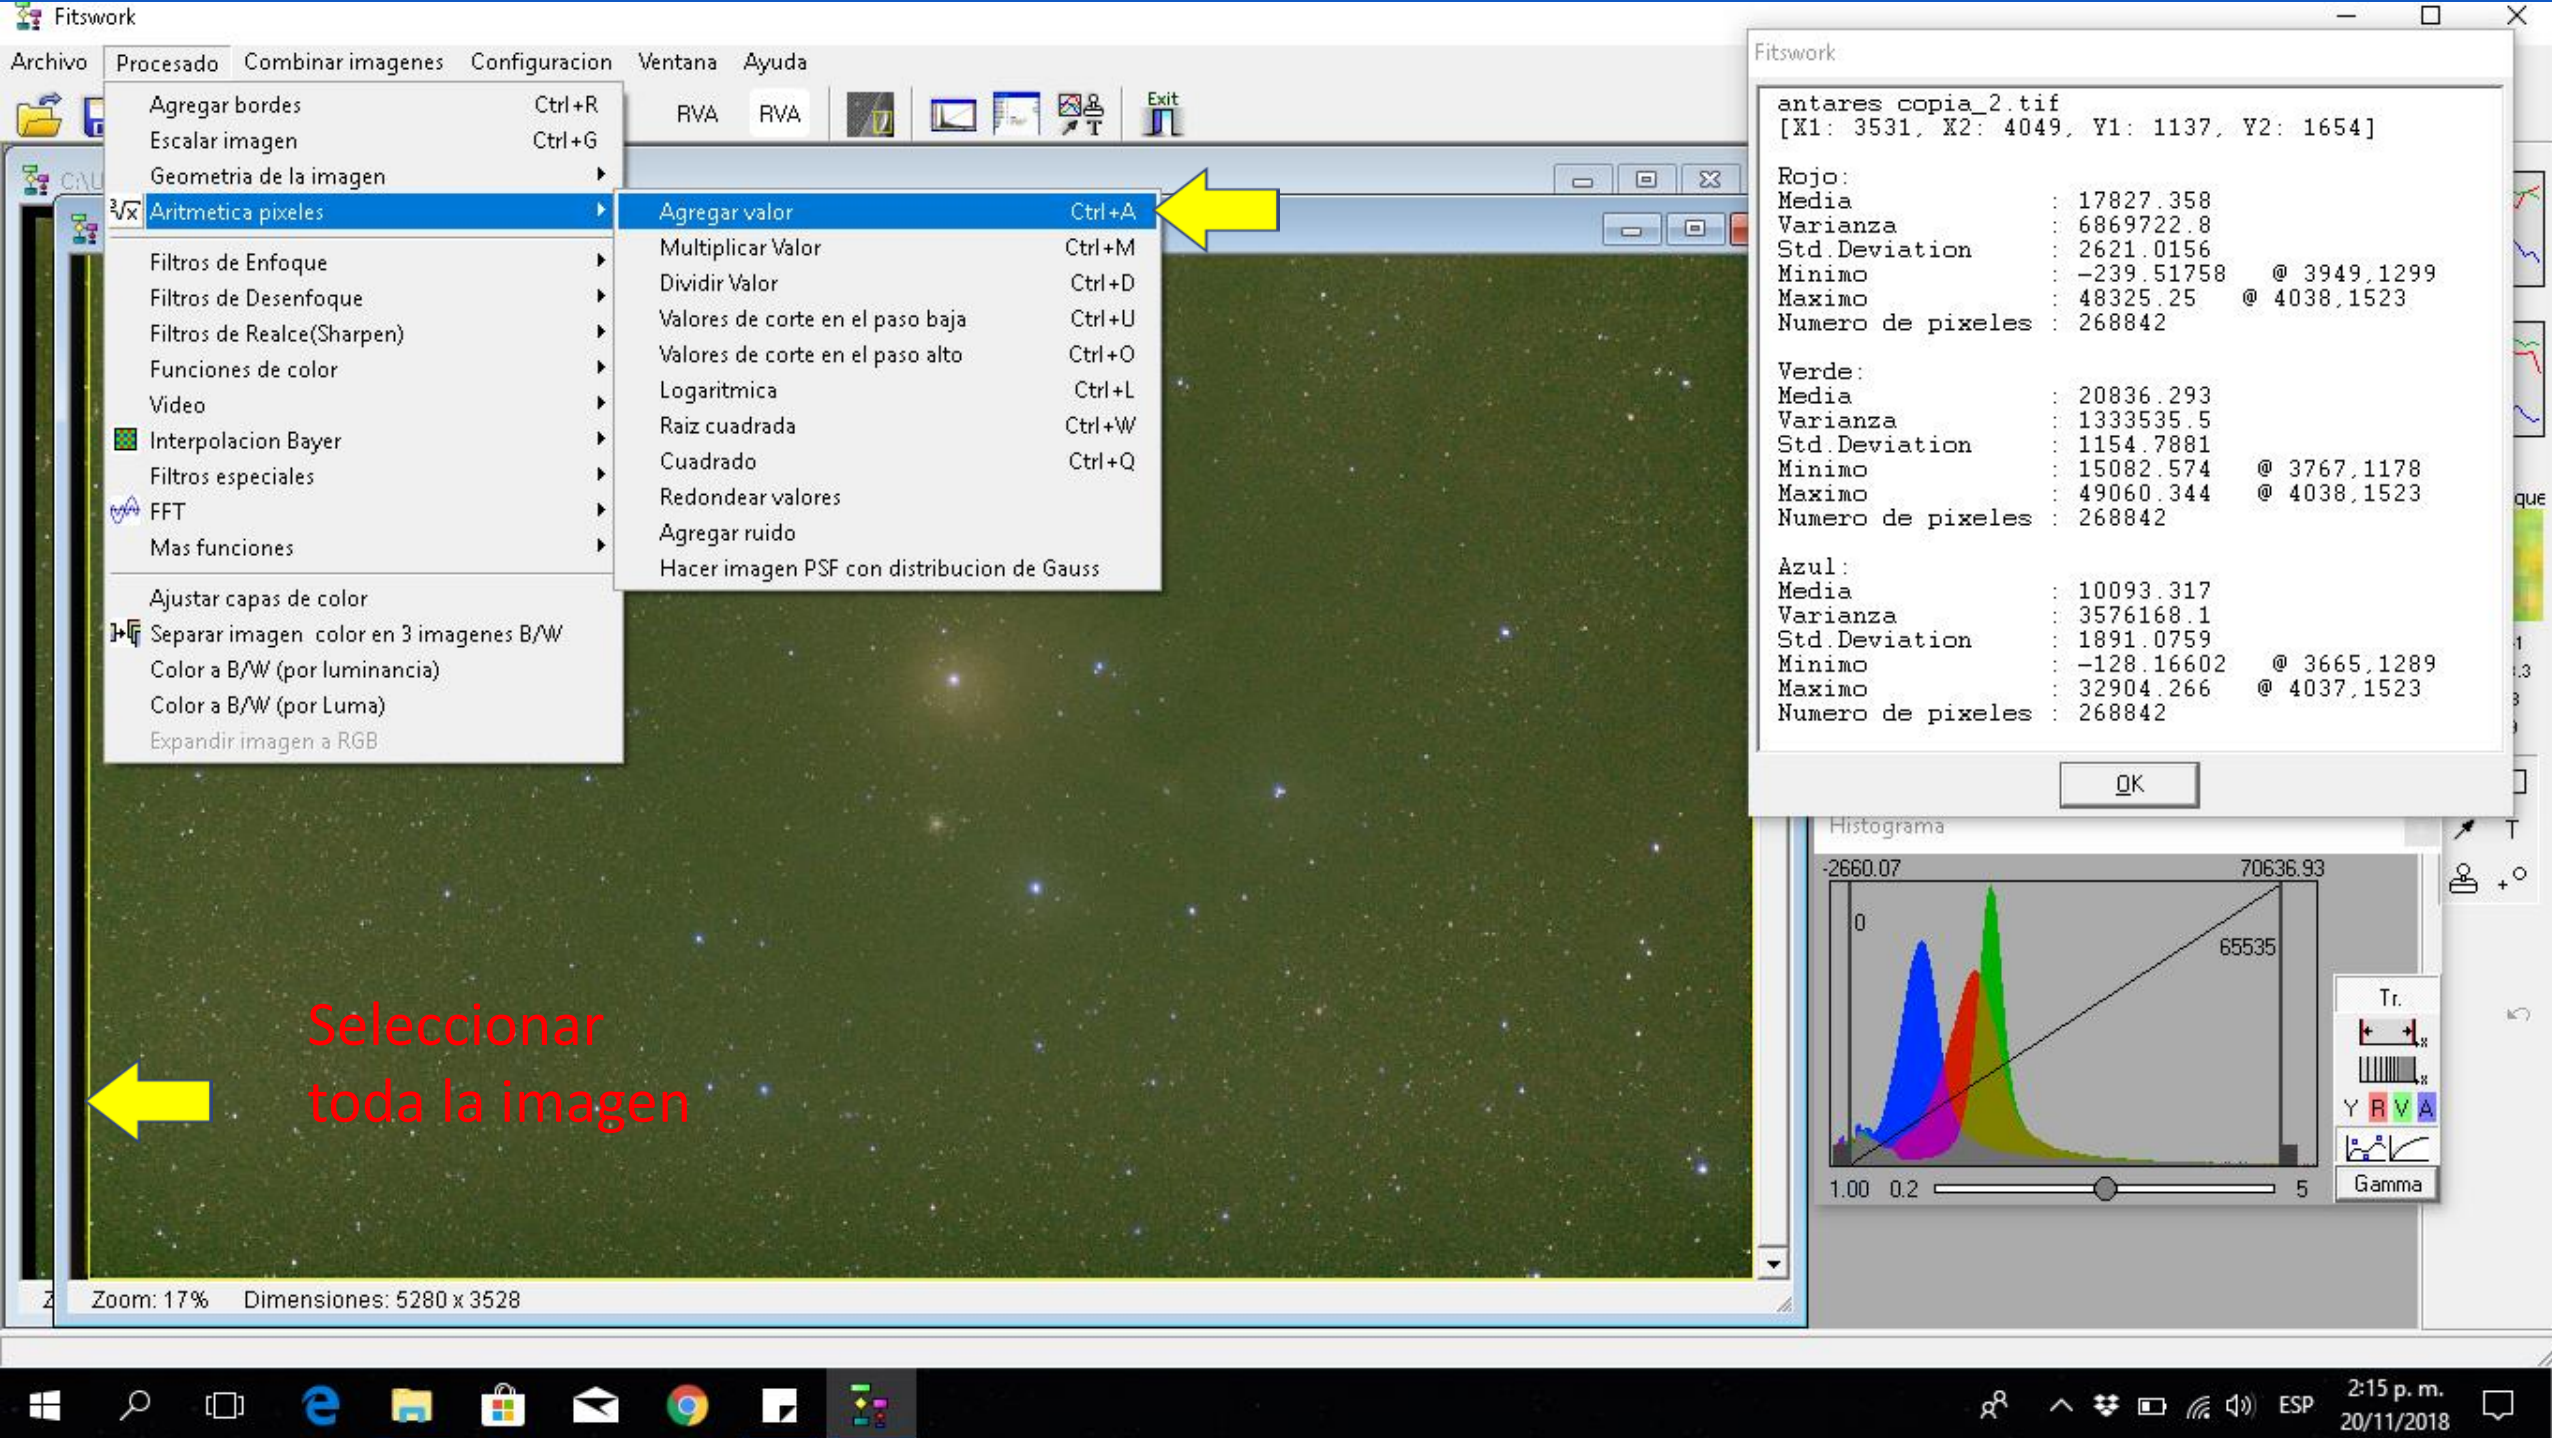 Fitswork
Archivo Procesado Combinar imagenes Configuracion Ventana Ayuda
RVA RVA Exit
Agregar bordes Ctrl+R
Escalar imagen Ctrl+G
Geometria de la imagen
Aritmetica pixeles
Filtros de Enfoque
Filtros de Desenfoque
Filtros de Realce(Sharpen)
Funciones de color
Video
Interpolacion Bayer
Filtros especiales
FFT
Mas funciones
Ajustar capas de color
Separar imagen color en 3 imagenes B/W
Color a B/W (por luminancia)
Color a B/W (por Luma)
Expandir imagen a RGB
Agregar valor Ctrl+A
Multiplicar Valor Ctrl+M
Dividir Valor Ctrl+D
Valores de corte en el paso baja Ctrl+U
Valores de corte en el paso alto Ctrl+O
Logaritmica Ctrl+L
Raiz cuadrada Ctrl+W
Cuadrado Ctrl+Q
Redondear valores
Agregar ruido
Hacer imagen PSF con distribucion de Gauss
Seleccionar
toda la imagen
Zoom: 17% Dimensiones: 5280 x 3528
Fitswork
antares copia_2.tif
[X1: 3531, X2: 4049, Y1: 1137, Y2: 1654]
Rojo:
Media : 17827.358
Varianza : 6869722.8
Std.Deviation : 2621.0156
Minimo : -239.51758 @ 3949,1299
Maximo : 48325.25 @ 4038,1523
Numero de pixeles : 268842
Verde:
Media : 20836.293
Varianza : 1333535.5
Std.Deviation : 1154.7881
Minimo : 15082.574 @ 3767,1178
Maximo : 49060.344 @ 4038,1523
Numero de pixeles : 268842
Azul:
Media : 10093.317
Varianza : 3576168.1
Std.Deviation : 1891.0759
Minimo : -128.16602 @ 3665,1289
Maximo : 32904.266 @ 4037,1523
Numero de pixeles : 268842
OK
que
T
Histograma
-2660.07 70636.93
0
65535
1.00 0.2 5
Tr.
Y R V A
Gamma
ESP
2:15 p. m.
20/11/2018